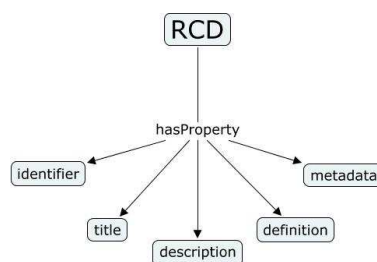 RCD
hasProperty
identifier
metadata
title
definition
description